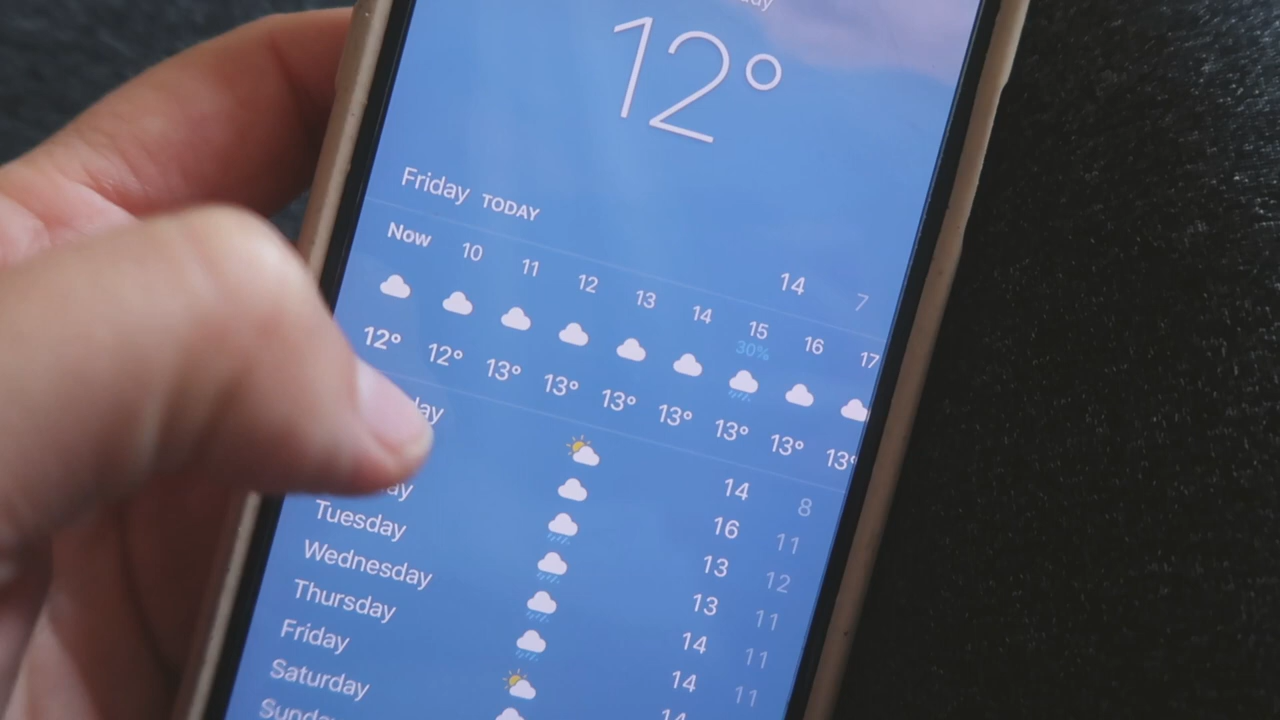 12°
Friday TODAY 14 7
Now 10 11 12 13 14 15 16 17
30%
12° 12° 13° 13° 13° 13° 13° 13° 13°
14 8
16 11
13 12
Tuesday 13 11
Wednesday 14 11
Thursday 14 11
Friday 14
Saturday